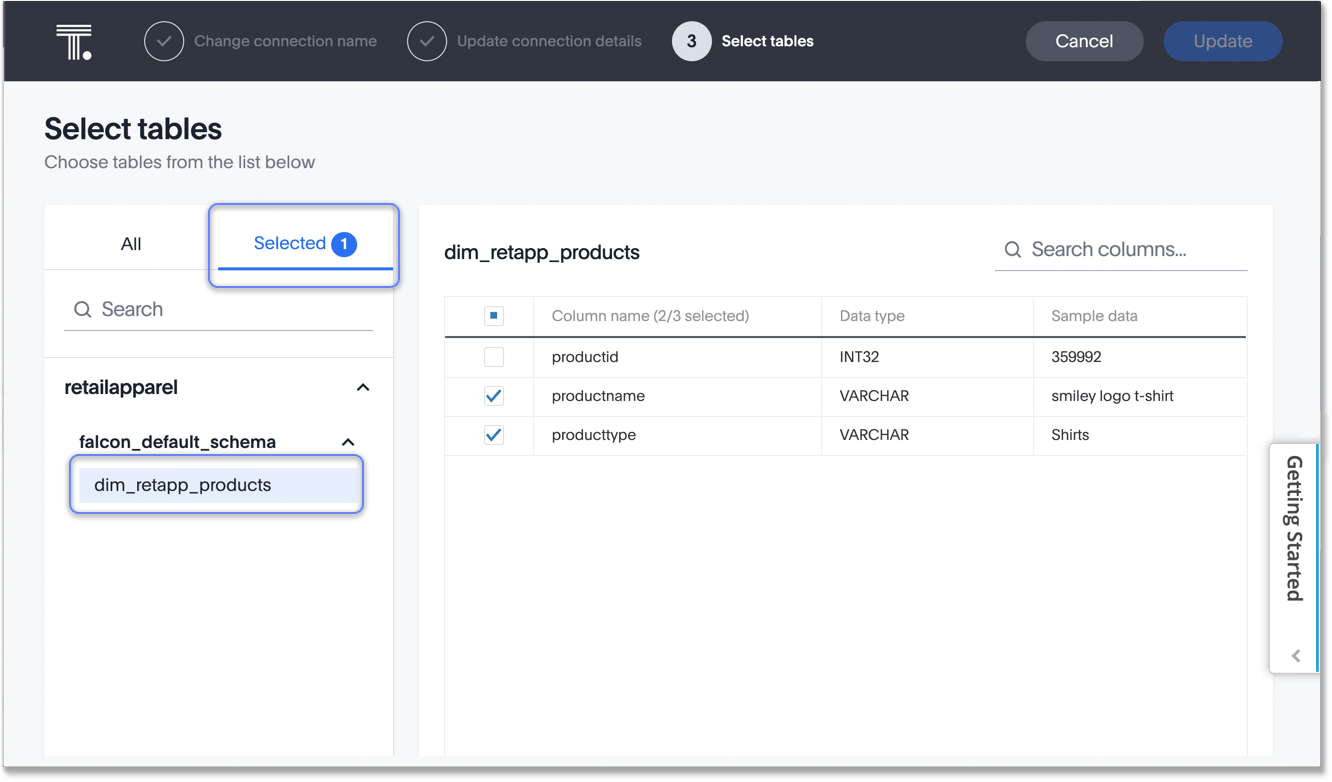 T.
Change connection name
Update connection details
3 Select tables
Cancel
Update
Select tables
Choose tables from the list below
All
Selected 1
Search
retailapparel
falcon_default_schema
dim_retapp_products
dim_retapp_products
Search columns...
Column name (2/3 selected) Data type Sample data
productid INT32 359992
productname VARCHAR smiley logo t-shirt
producttype VARCHAR Shirts
Getting Started